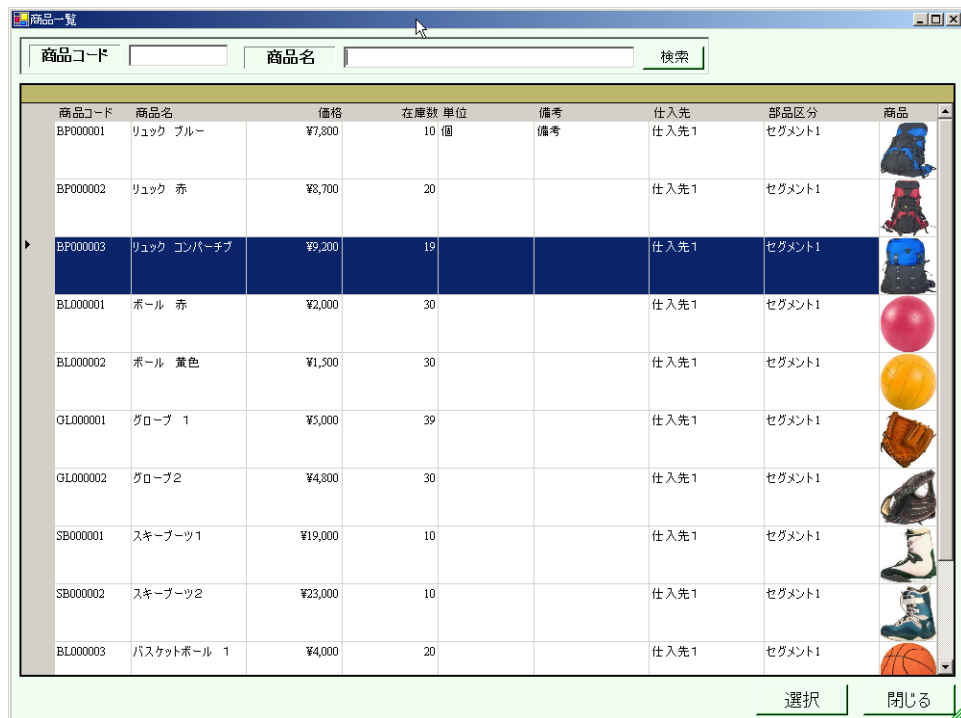 商品一覧
商品コード 商品名 検索
商品コード 商品名 価格 在庫数 単位 備考 仕入先 部品区分 商品
BP000001 リュック ブルー ¥7,800 10 個 備考 仕入先1 セグメント1
BP000002 リュック 赤 ¥8,700 20 仕入先1 セグメント1
BP000003 リュック コンパーチブ ¥9,200 19 仕入先1 セグメント1
BL000001 ボール 赤 ¥2,000 30 仕入先1 セグメント1
BL000002 ボール 黄色 ¥1,500 30 仕入先1 セグメント1
GL000001 グローブ 1 ¥5,000 39 仕入先1 セグメント1
GL000002 グローブ2 ¥4,800 30 仕入先1 セグメント1
SB000001 スキーブーツ1 ¥19,000 10 仕入先1 セグメント1
SB000002 スキーブーツ2 ¥23,000 10 仕入先1 セグメント1
BL000003 バスケットボール 1 ¥4,000 20 仕入先1 セグメント1
選択 閉じる